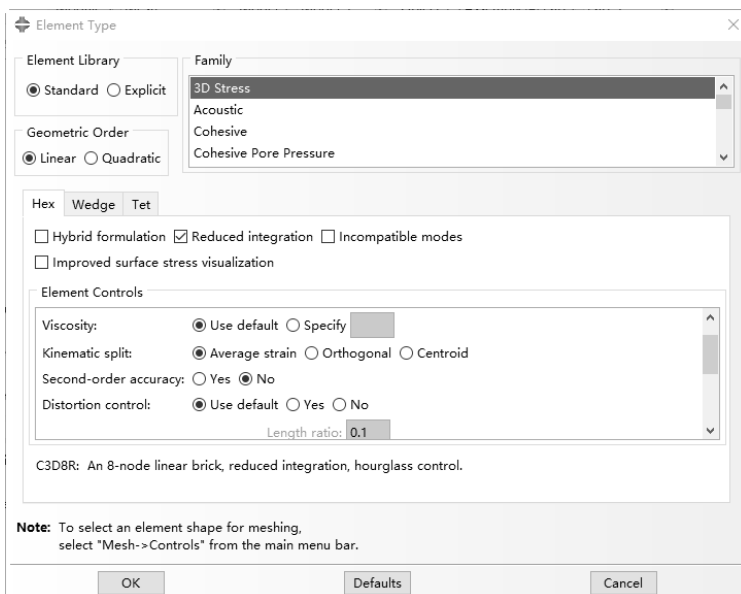 Element Type
Element Library
Standard Explicit
Family
3D Stress
Acoustic
Cohesive
Cohesive Pore Pressure
Geometric Order
Linear Quadratic
Hex Wedge Tet
Hybrid formulation Reduced integration Incompatible modes
Improved surface stress visualization
Element Controls
Viscosity: Use default Specify
Kinematic split: Average strain Orthogonal Centroid
Second-order accuracy: Yes No
Distortion control: Use default Yes No
Length ratio: 0.1
C3D8R: An 8-node linear brick, reduced integration, hourglass control.
Note: To select an element shape for meshing,
select "Mesh->Controls" from the main menu bar.
OK Defaults Cancel